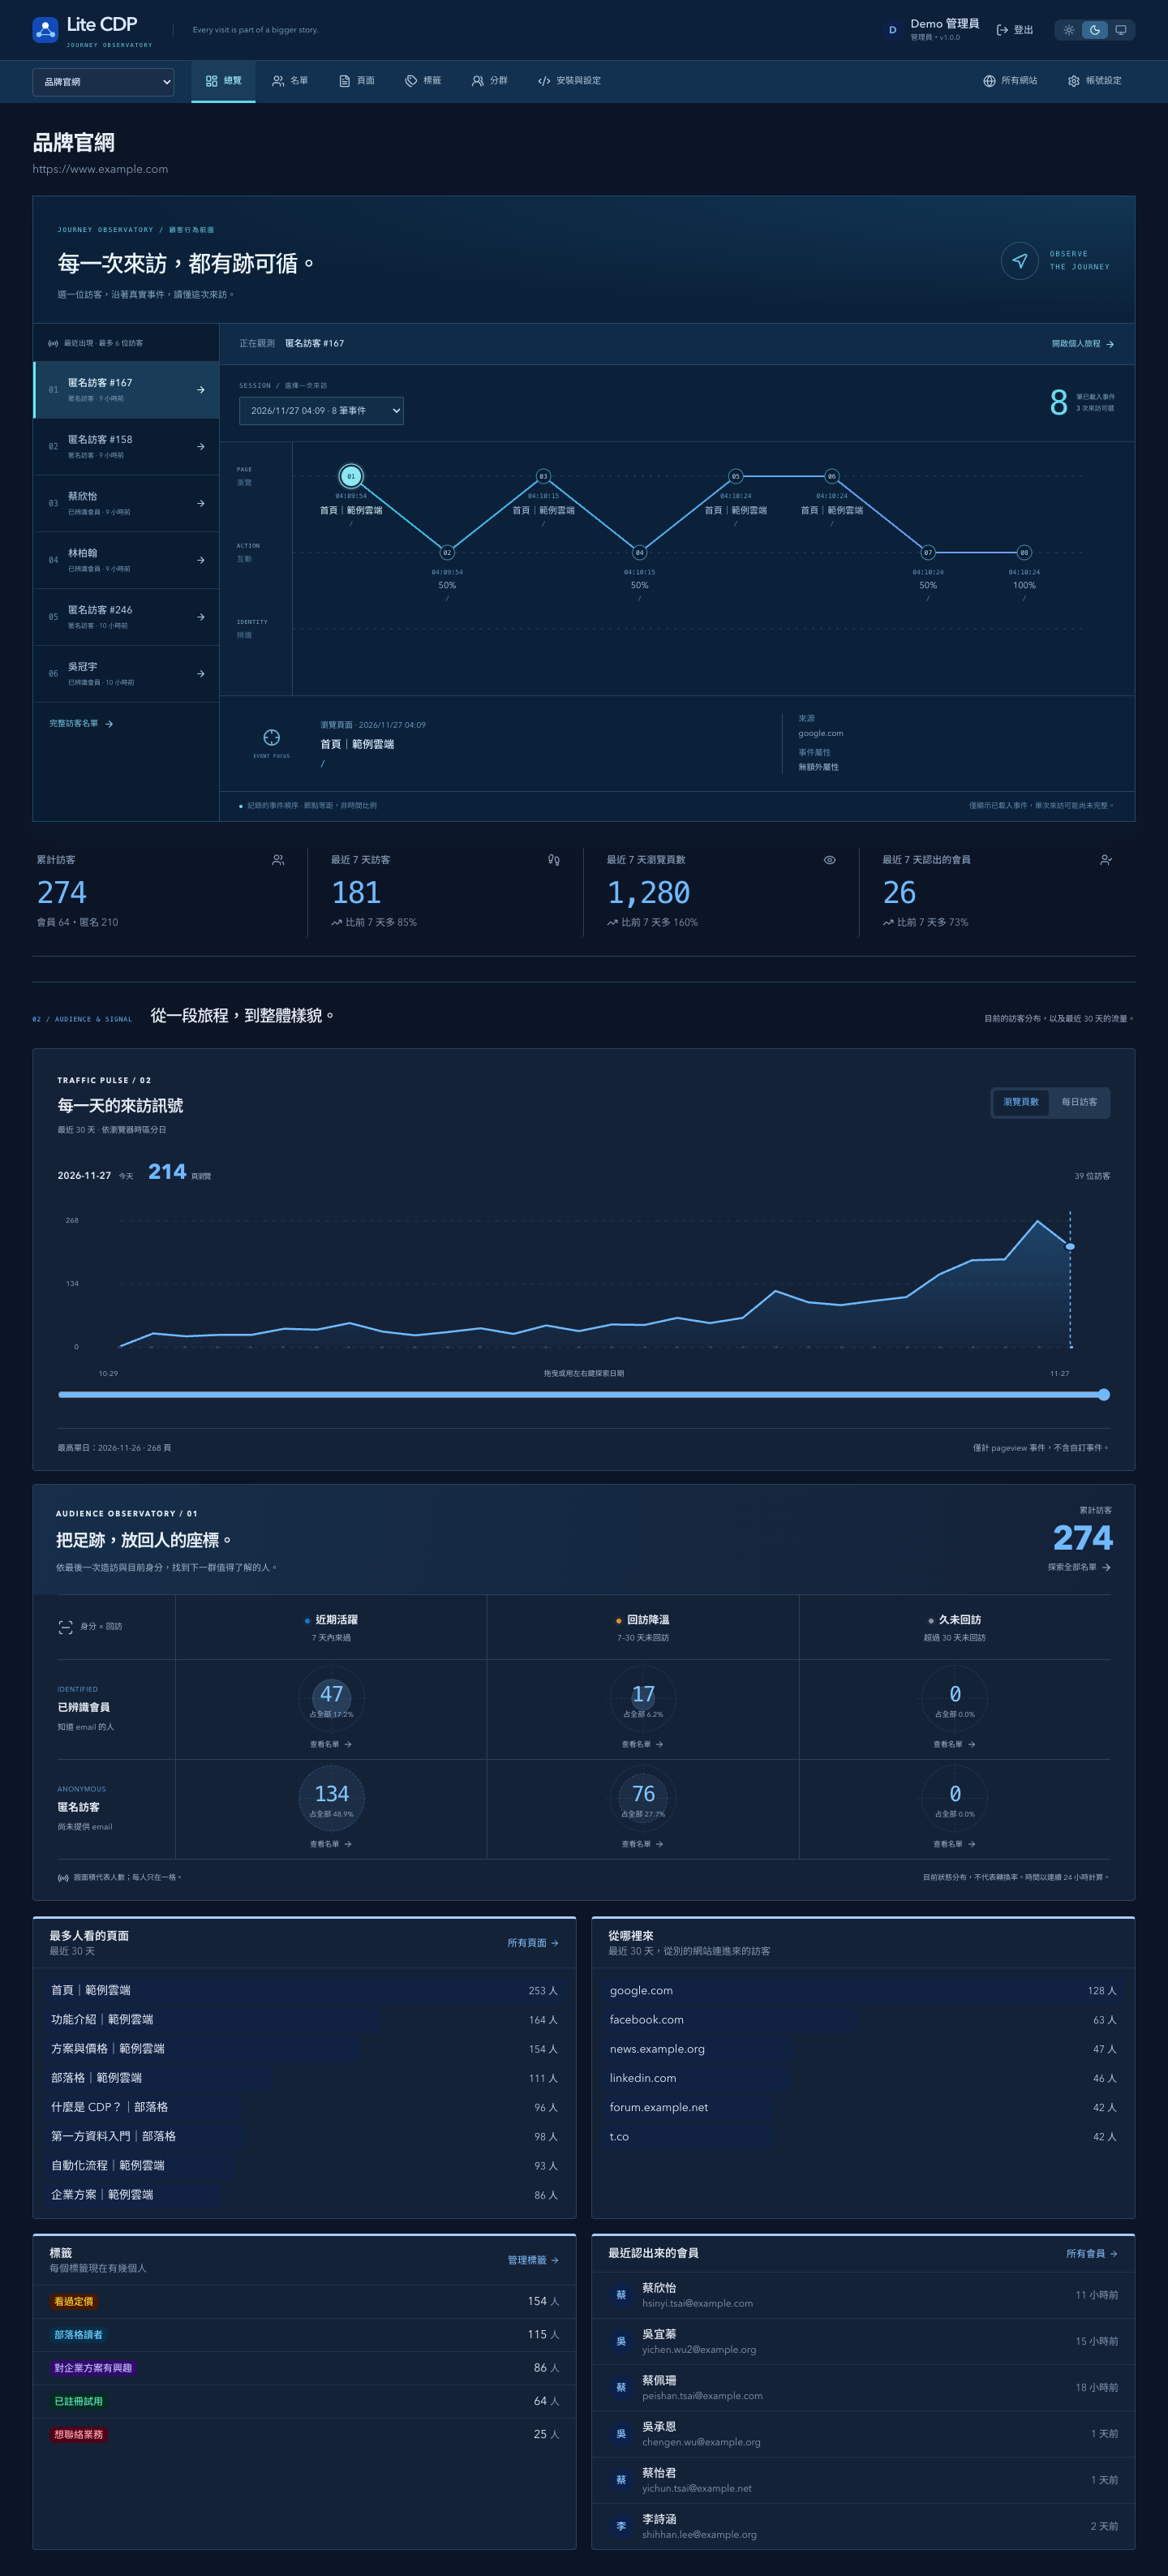 Lite CDP
JOURNEY OBSERVATORY
Every visit is part of a bigger story.
D
Demo 管理員
管理員・v1.0.0
登出
品牌官網
總覽
名單
頁面
標籤
分群
安裝與設定
所有網站
帳號設定
品牌官網
https://www.example.com
JOURNEY OBSERVATORY / 顧客行為航圖
每一次來訪，都有跡可循。
選一位訪客，沿著真實事件，讀懂這次來訪。
OBSERVE
THE JOURNEY
最近出現 · 最多 6 位訪客
01 匿名訪客 #167
匿名訪客 · 9 小時前
02 匿名訪客 #158
匿名訪客 · 9 小時前
03 蔡欣怡
已辨識會員 · 9 小時前
04 林柏翰
已辨識會員 · 9 小時前
05 匿名訪客 #246
匿名訪客 · 10 小時前
06 吳冠宇
已辨識會員 · 10 小時前
完整訪客名單
正在觀測 匿名訪客 #167
開啟個人旅程
SESSION / 選擇一次來訪
2026/11/27 04:09 · 8 筆事件
8
筆已載入事件
3 次來訪可選
PAGE
瀏覽
01
04:09:54
首頁｜範例雲端
/
03
04:10:15
首頁｜範例雲端
/
05
04:10:24
首頁｜範例雲端
/
06
04:10:24
首頁｜範例雲端
/
ACTION
互動
02
04:09:54
50%
/
04
04:10:15
50%
/
07
04:10:24
50%
/
08
04:10:24
100%
/
IDENTITY
辨識
EVENT FOCUS
瀏覽頁面 · 2026/11/27 04:09
首頁｜範例雲端
/
來源
google.com
事件屬性
無額外屬性
記錄的事件順序 · 節點等距，非時間比例
僅顯示已載入事件，單次來訪可能尚未完整。
累計訪客
274
會員 64・匿名 210
最近 7 天訪客
181
比前 7 天多 85%
最近 7 天瀏覽頁數
1,280
比前 7 天多 160%
最近 7 天認出的會員
26
比前 7 天多 73%
02 / AUDIENCE & SIGNAL
從一段旅程，到整體樣貌。
目前的訪客分布，以及最近 30 天的流量。
TRAFFIC PULSE / 02
每一天的來訪訊號
最近 30 天 · 依瀏覽器時區分日
瀏覽頁數
每日訪客
2026-11-27 今天 214 頁瀏覽
39 位訪客
268
134
0
10-29
拖曳或用左右鍵探索日期
11-27
最高單日：2026-11-26 · 268 頁
僅計 pageview 事件，不含自訂事件。
AUDIENCE OBSERVATORY / 01
把足跡，放回人的座標。
依最後一次造訪與目前身分，找到下一群值得了解的人。
累計訪客
274
探索全部名單
身分 × 回訪
近期活躍
7 天內來過
回訪降溫
7–30 天未回訪
久未回訪
超過 30 天未回訪
IDENTIFIED
已辨識會員
知道 email 的人
47
占全部 17.2%
查看名單
17
占全部 6.2%
查看名單
0
占全部 0.0%
查看名單
ANONYMOUS
匿名訪客
尚未提供 email
134
占全部 48.9%
查看名單
76
占全部 27.7%
查看名單
0
占全部 0.0%
查看名單
圓面積代表人數；每人只在一格。
目前狀態分布，不代表轉換率。時間以連續 24 小時計算。
最多人看的頁面
最近 30 天
所有頁面
首頁｜範例雲端 253 人
功能介紹｜範例雲端 164 人
方案與價格｜範例雲端 154 人
部落格｜範例雲端 111 人
什麼是 CDP？｜部落格 96 人
第一方資料入門｜部落格 98 人
自動化流程｜範例雲端 93 人
企業方案｜範例雲端 86 人
從哪裡來
最近 30 天，從別的網站連進來的訪客
google.com 128 人
facebook.com 63 人
news.example.org 47 人
linkedin.com 46 人
forum.example.net 42 人
t.co 42 人
標籤
每個標籤現在有幾個人
管理標籤
看過定價 154 人
部落格讀者 115 人
對企業方案有興趣 86 人
已註冊試用 64 人
想聯絡業務 25 人
最近認出來的會員
所有會員
蔡 蔡欣怡 11 小時前
hsinyi.tsai@example.com
吳 吳宜蓁 15 小時前
yichen.wu2@example.org
蔡 蔡佩珊 18 小時前
peishan.tsai@example.com
吳 吳承恩 1 天前
chengen.wu@example.org
蔡 蔡怡君 1 天前
yichun.tsai@example.net
李 李詩涵 2 天前
shihhan.lee@example.org